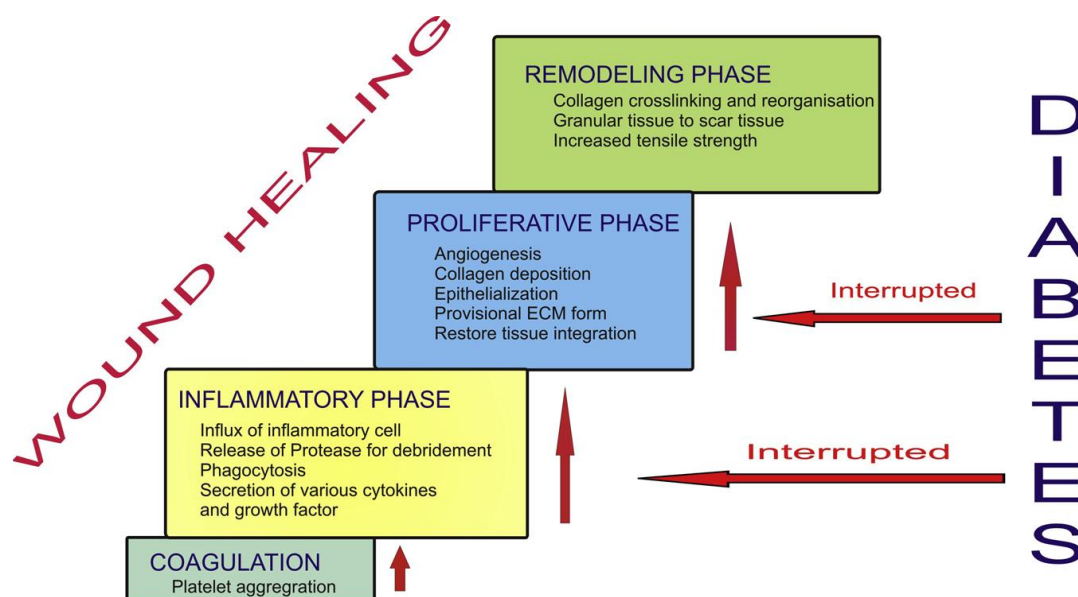 WOUND HEALING
REMODELING PHASE
Collagen crosslinking and reorganisation
Granular tissue to scar tissue
Increased tensile strength
PROLIFERATIVE PHASE
Angiogenesis
Collagen deposition
Epithelialization
Provisional ECM form
Restore tissue integration
Interrupted
INFLAMMATORY PHASE
Influx of inflammatory cell
Release of Protease for debridement
Phagocytosis
Secretion of various cytokines
and growth factor
Interrupted
COAGULATION
Platelet aggregration
DIABETES